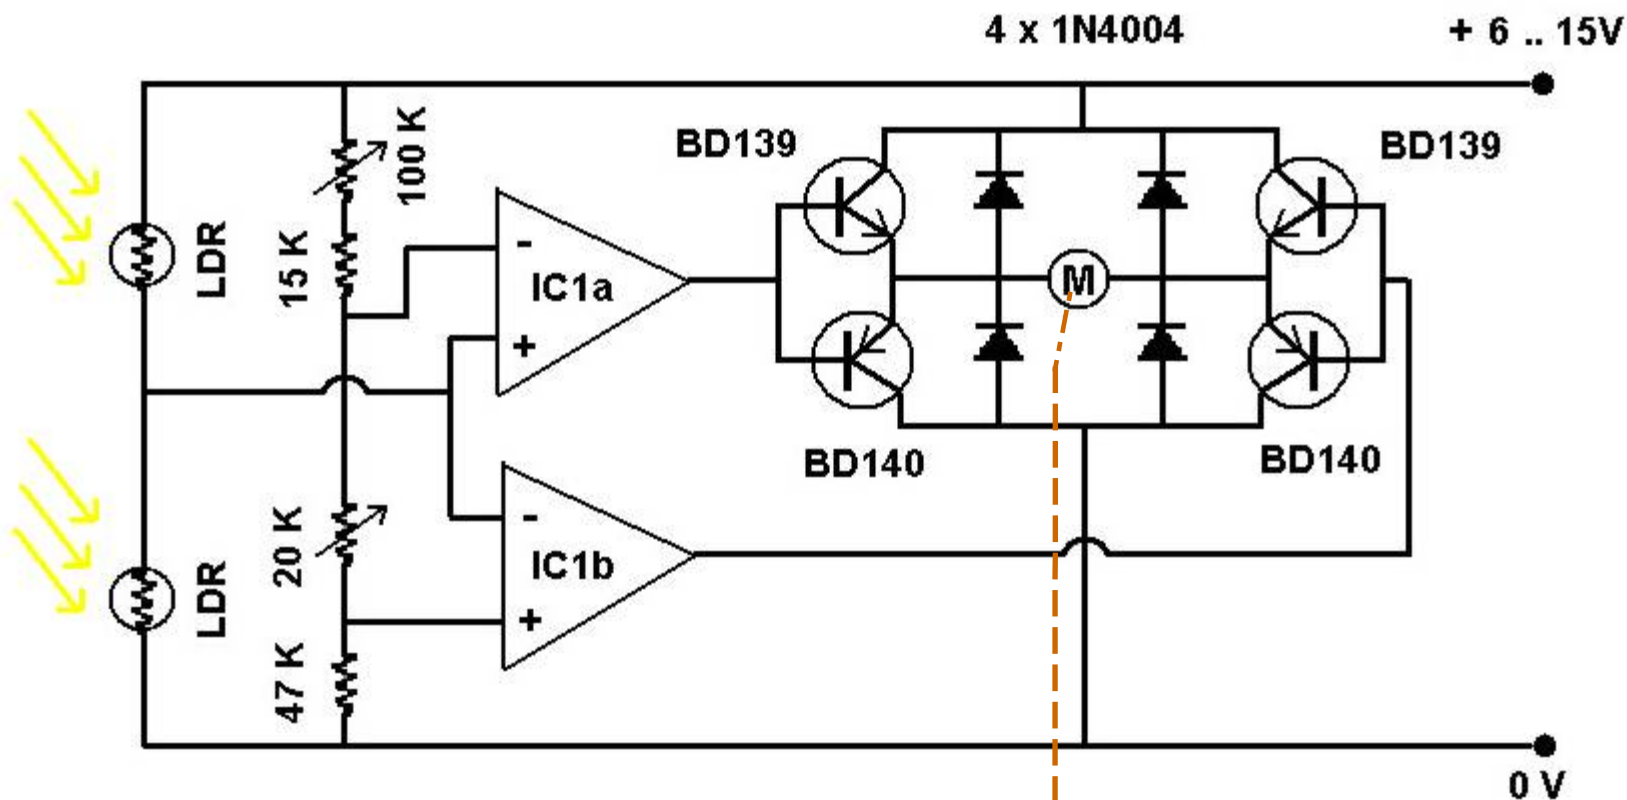 4 x 1N4004
+ 6 .. 15V
BD139
BD139
100 K
LDR
15 K
-
IC1a
+
M
BD140
BD140
20 K
-
IC1b
+
LDR
47 K
0 V